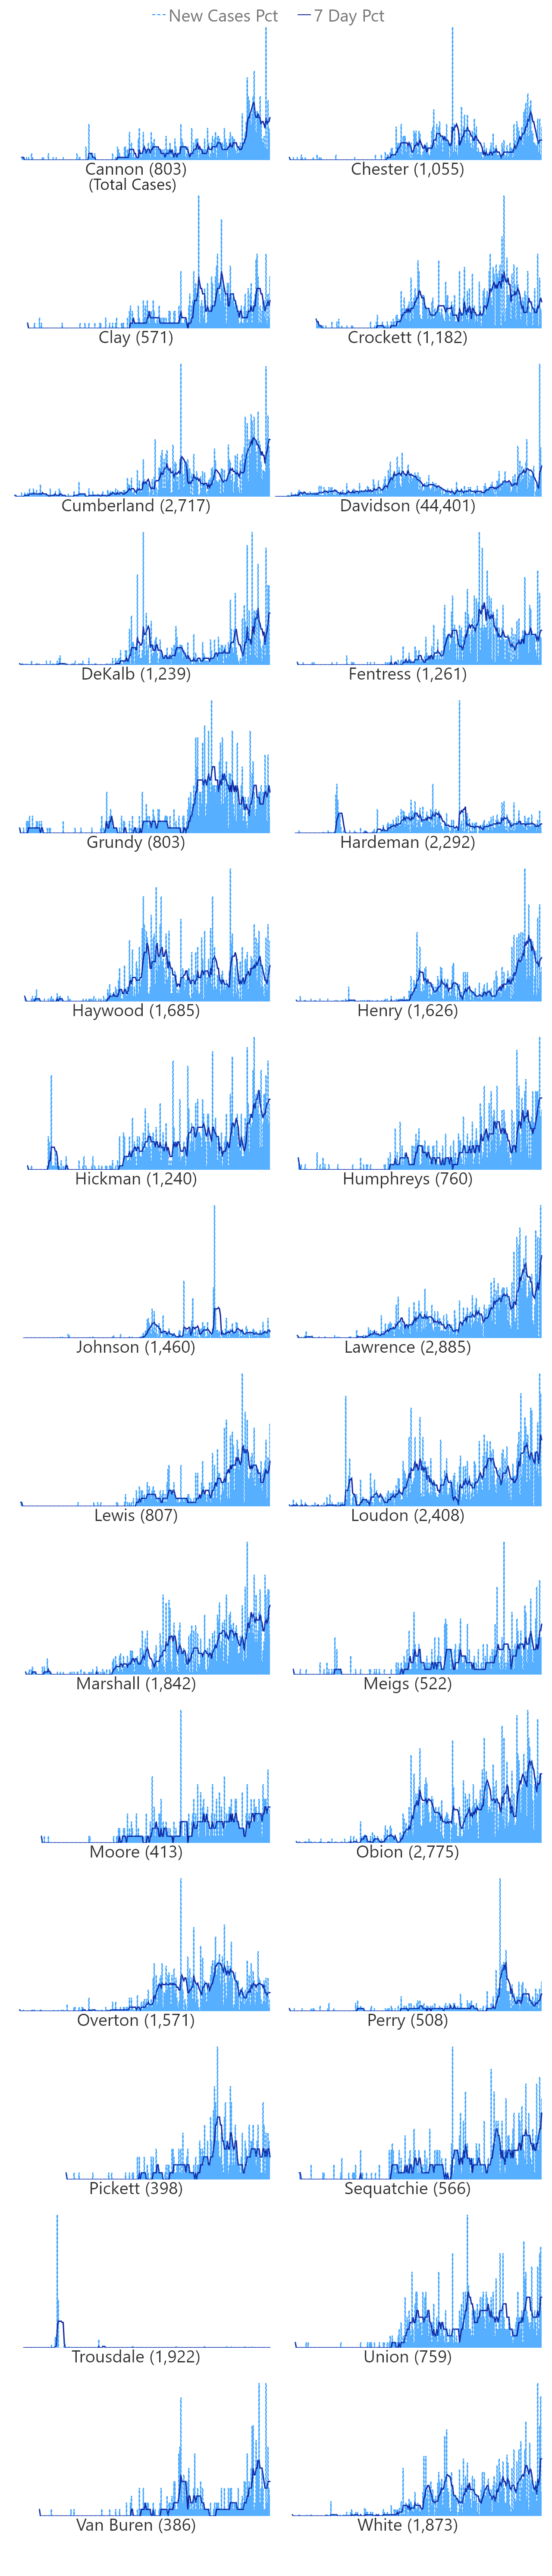 New Cases Pct 7 Day Pct
Cannon (803) Chester (1,055)
(Total Cases)
Clay (571) Crockett (1,182)
Cumberland (2,717) Davidson (44,401)
DeKalb (1,239) Fentress (1,261)
Grundy (803) Hardeman (2,292)
Haywood (1,685) Henry (1,626)
Hickman (1,240) Humphreys (760)
Johnson (1,460) Lawrence (2,885)
Lewis (807) Loudon (2,408)
Marshall (1,842) Meigs (522)
Moore (413) Obion (2,775)
Overton (1,571) Perry (508)
Pickett (398) Sequatchie (566)
Trousdale (1,922) Union (759)
Van Buren (386) White (1,873)